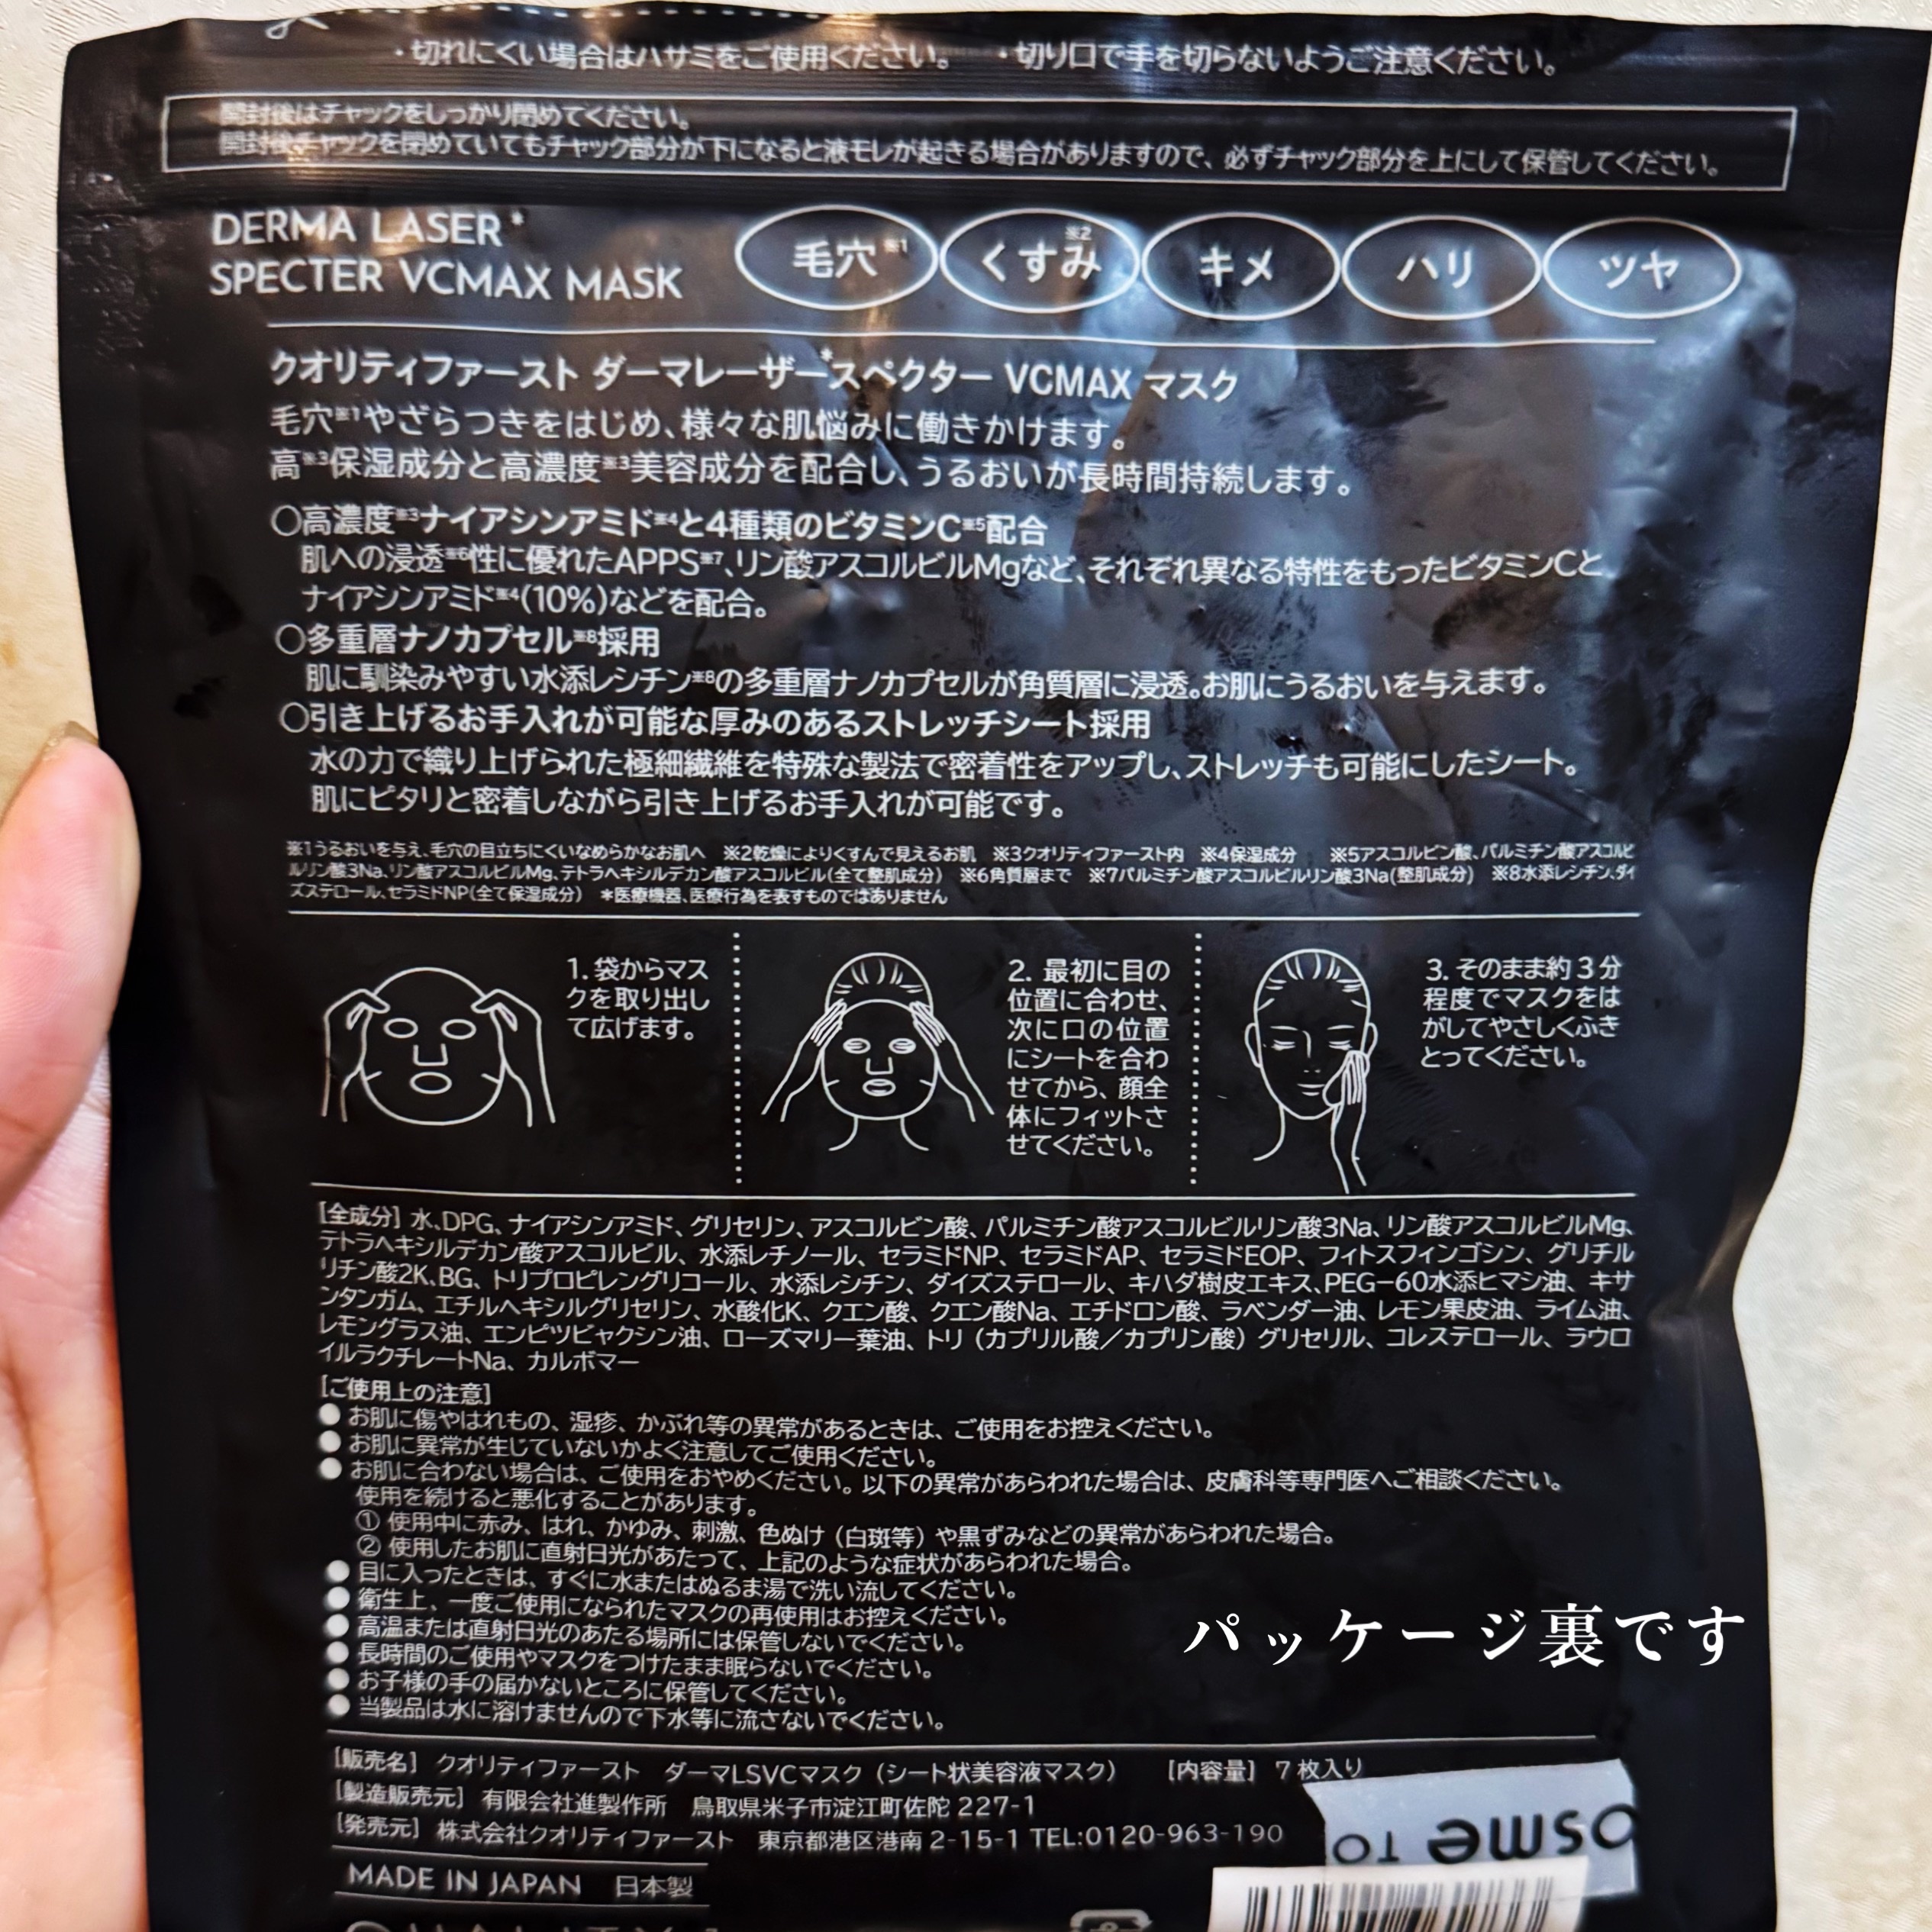 ・切れにくい場合はハサミをご使用ください。 ・切り口で手を切らないようご注意ください。
開封後はチャックをしっかり閉めてください。
開封後チャックを閉めていてもチャック部分が下になると液モレが起きる場合がありますので、必ずチャック部分を上にして保管してください。
DERMA LASER*
SPECTER VCMAX MASK
毛穴※1 くすみ※2 キメ ハリ ツヤ
クオリティファースト ダーマレーザー*スペクター VCMAX マスク
毛穴※1やざらつきをはじめ、様々な肌悩みに働きかけます。
高※3保湿成分と高濃度※3美容成分を配合し、うるおいが長時間持続します。
○高濃度※3ナイアシンアミド※4と4種類のビタミンC※5配合
肌への浸透※6性に優れたAPPS※7、リン酸アスコルビルMgなど、それぞれ異なる特性をもったビタミンCと
ナイアシンアミド※4(10%)などを配合。
○多重層ナノカプセル※8採用
肌に馴染みやすい水添レシチン※8の多重層ナノカプセルが角質層に浸透。お肌にうるおいを与えます。
○引き上げるお手入れが可能な厚みのあるストレッチシート採用
水の力で織り上げられた極細繊維を特殊な製法で密着性をアップし、ストレッチも可能にしたシート。
肌にピタリと密着しながら引き上げるお手入れが可能です。
※1うるおいを与え、毛穴の目立ちにくいなめらかなお肌へ ※2乾燥によりくすんで見えるお肌 ※3クオリティファースト内 ※4保湿成分 ※5アスコルビン酸、パルミチン酸アスコルビ
ルリン酸3Na、リン酸アスコルビルMg、テトラヘキシルデカン酸アスコルビル(全て整肌成分) ※6角質層まで ※7パルミチン酸アスコルビルリン酸3Na(整肌成分) ※8水添レシチン、ダイ
ズステロール、セラミドNP(全て保湿成分) *医療機器、医療行為を表すものではありません
1. 袋からマス
クを取り出し
て広げます。
2. 最初に目の
位置に合わせ、
次に口の位置
にシートを合わ
せてから、顔全
体にフィットさ
せてください。
3. そのまま約3分
程度でマスクをは
がしてやさしくふき
とってください。
[全成分] 水、DPG、ナイアシンアミド、グリセリン、アスコルビン酸、パルミチン酸アスコルビルリン酸3Na、リン酸アスコルビルMg、
テトラヘキシルデカン酸アスコルビル、水添レチノール、セラミドNP、セラミドAP、セラミドEOP、フィトスフィンゴシン、グリチル
リチン酸2K、BG、トリプロピレングリコール、水添レシチン、ダイズステロール、キハダ樹皮エキス、PEG−60水添ヒマシ油、キサ
ンタンガム、エチルヘキシルグリセリン、水酸化K、クエン酸、クエン酸Na、エチドロン酸、ラベンダー油、レモン果皮油、ライム油、
レモングラス油、エンピツビャクシン油、ローズマリー葉油、トリ（カプリル酸／カプリン酸）グリセリル、コレステロール、ラウロ
イルラクチレートNa、カルボマー
[ご使用上の注意]
● お肌に傷やはれもの、湿疹、かぶれ等の異常があるときは、ご使用をお控えください。
● お肌に異常が生じていないかよく注意してご使用ください。
● お肌に合わない場合は、ご使用をおやめください。以下の異常があらわれた場合は、皮膚科等専門医へご相談ください。
使用を続けると悪化することがあります。
① 使用中に赤み、はれ、かゆみ、刺激、色ぬけ（白斑等）や黒ずみなどの異常があらわれた場合。
② 使用したお肌に直射日光があたって、上記のような症状があらわれた場合。
● 目に入ったときは、すぐに水またはぬるま湯で洗い流してください。
● 衛生上、一度ご使用になられたマスクの再使用はお控えください。
● 高温または直射日光のあたる場所には保管しないでください。
● 長時間のご使用やマスクをつけたまま眠らないでください。
● お子様の手の届かないところに保管してください。
● 当製品は水に溶けませんので下水等に流さないでください。
パッケージ裏です
[販売名] クオリティファースト ダーマLSVCマスク（シート状美容液マスク） [内容量] 7枚入り
[製造販売元] 有限会社進製作所 鳥取県米子市淀江町佐陀 227-1
[発売元] 株式会社クオリティファースト 東京都港区港南 2-15-1 TEL:0120-963-190
osme TO
MADE IN JAPAN 日本製